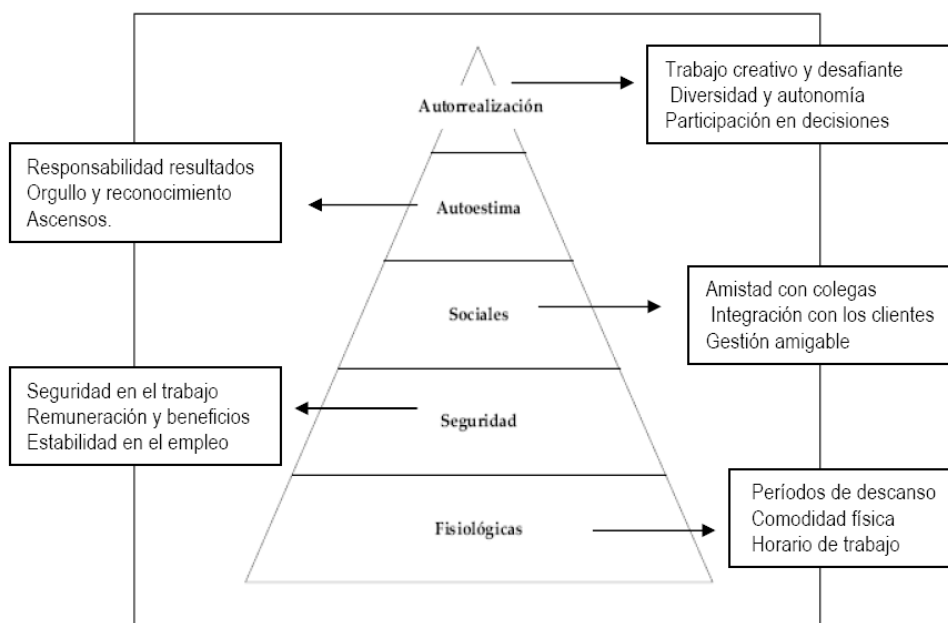 Trabajo creativo y desafiante
Diversidad y autonomía
Participación en decisiones
Autorrealización
Responsabilidad resultados
Orgullo y reconocimiento
Ascensos.
Autoestima
Amistad con colegas
Integración con los clientes
Gestión amigable
Sociales
Seguridad en el trabajo
Remuneración y beneficios
Estabilidad en el empleo
Seguridad
Períodos de descanso
Comodidad física
Horario de trabajo
Fisiológicas